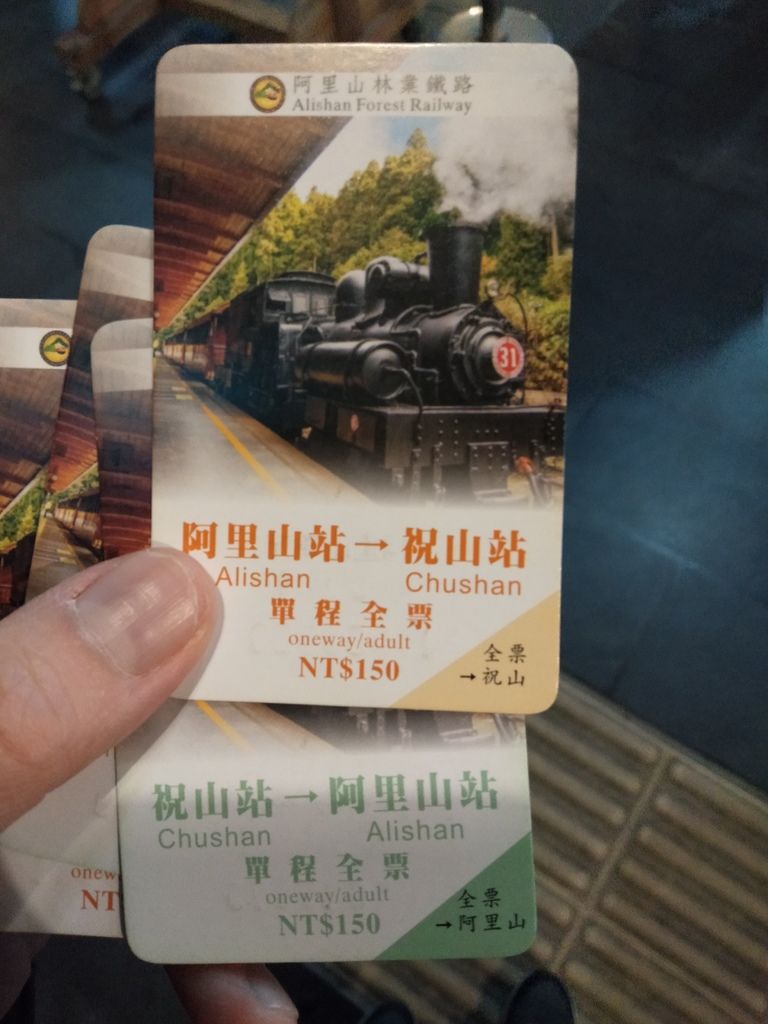 阿里山林業鐵路
Alishan Forest Railway
31
阿里山站→祝山站
Alishan Chushan
單程全票
oneway/adult
NT$150
全票
→祝山
祝山站→阿里山站
Chushan Alishan
單程全票
oneway/adult
NT$150
全票
→阿里山
onew
NT